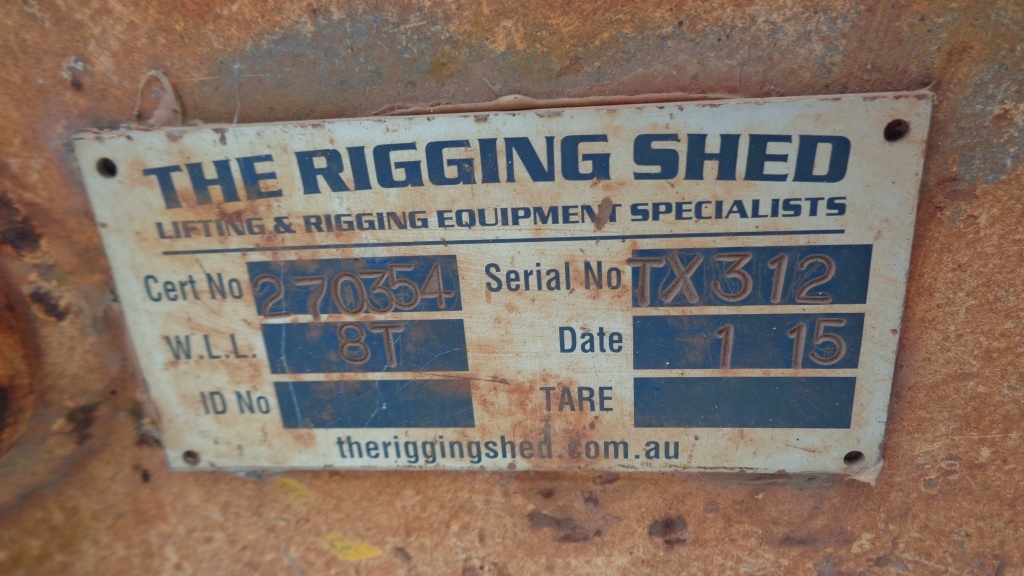 THE RIGGING SHED
LIFTING & RIGGING EQUIPMENT SPECIALISTS
Cert No 270354 Serial No TX312
W.L.L. 8T Date 1 15
ID No TARE
theriggingshed.com.au